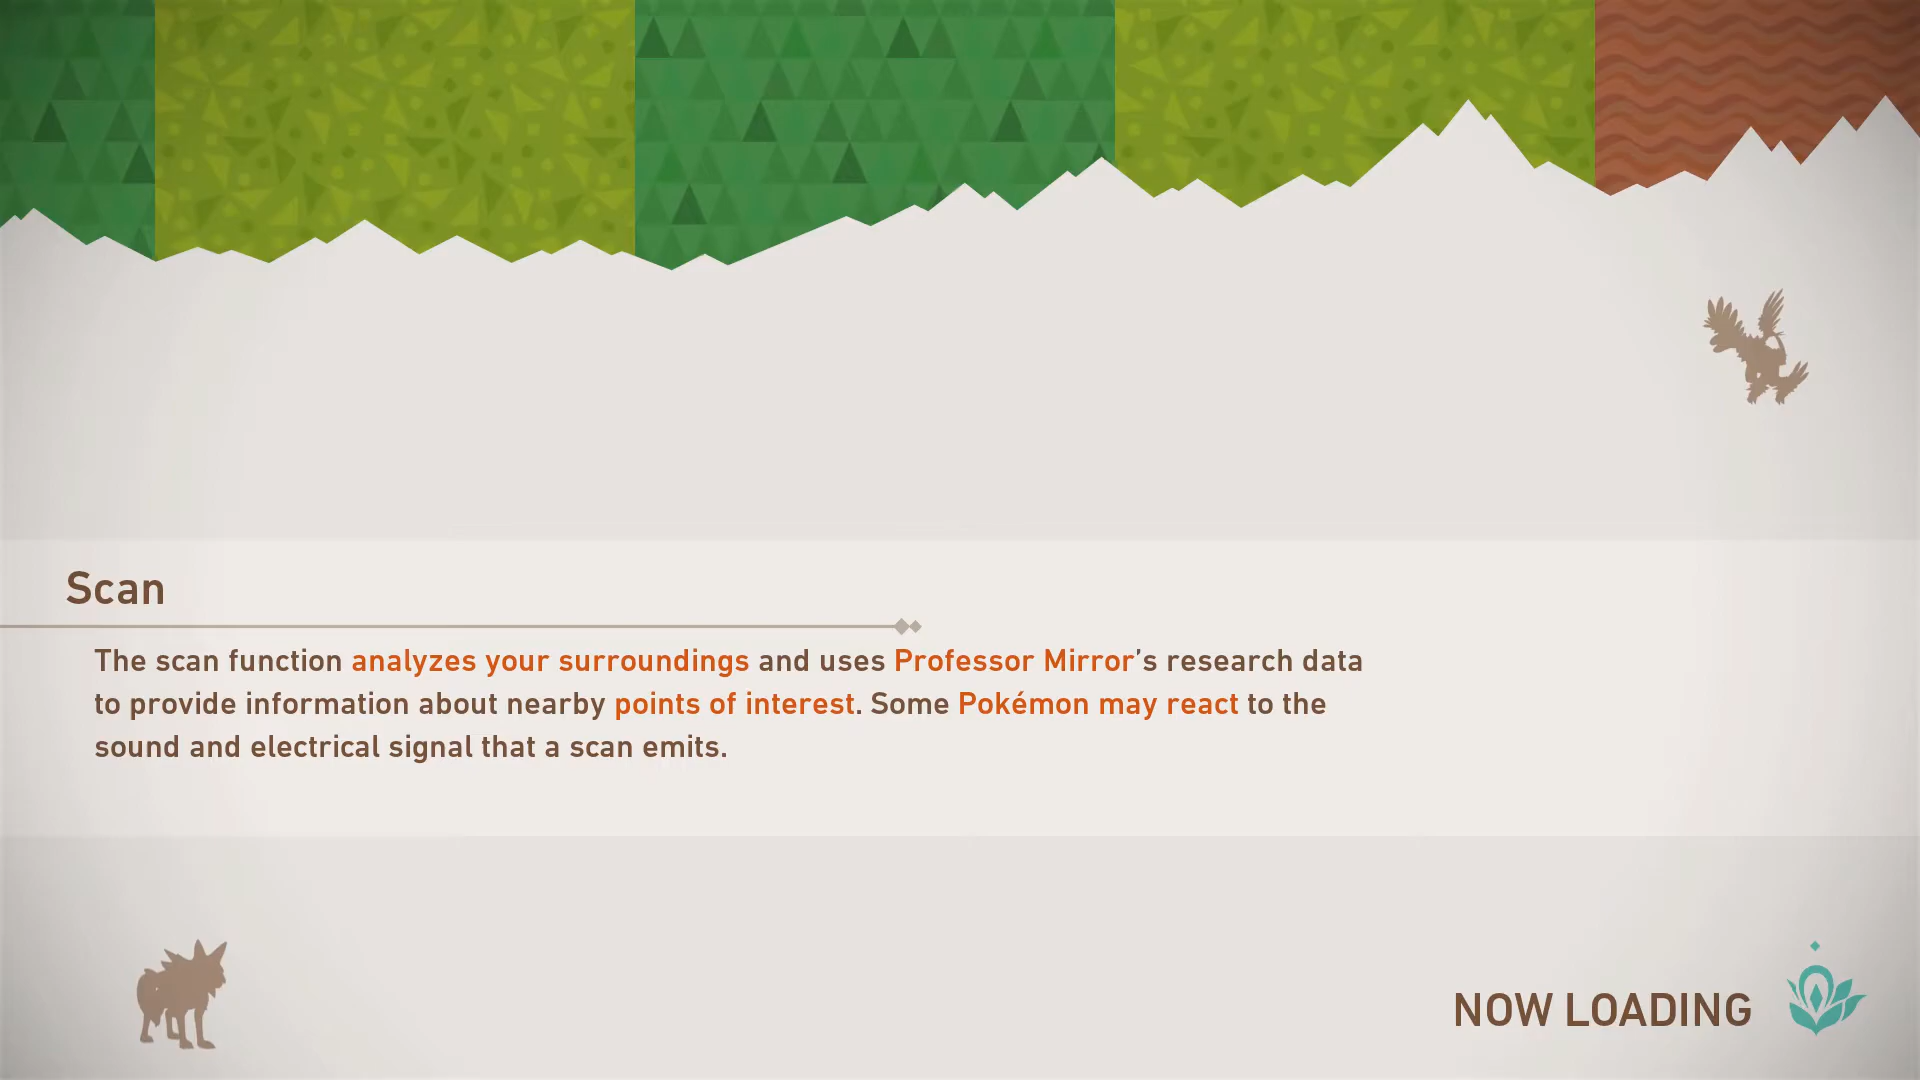 Scan
The scan function analyzes your surroundings and uses Professor Mirror's research data
to provide information about nearby points of interest. Some Pokémon may react to the
sound and electrical signal that a scan emits.
NOW LOADING